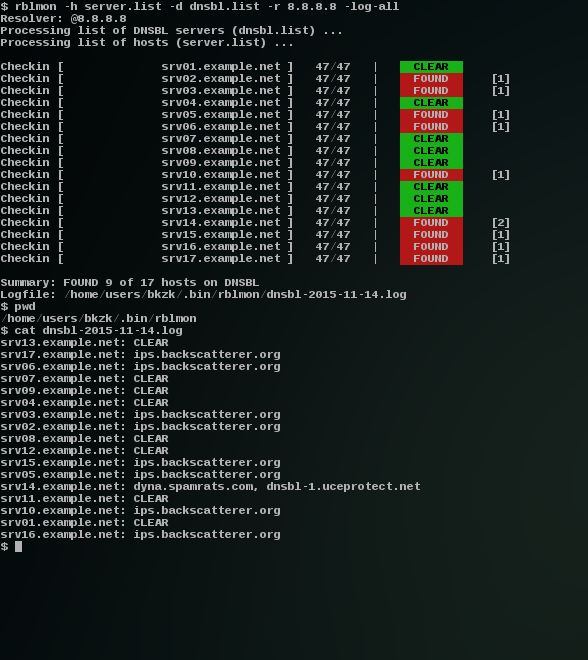 $ rblmon -h server.list -d dnsbl.list -r 8.8.8.8 -log-all
Resolver: @8.8.8.8
Processing list of DNSBL servers (dnsbl.list) ...
Processing list of hosts (server.list) ...
Checkin [ srv01.example.net ] 47/47 | CLEAR
Checkin [ srv02.example.net ] 47/47 | FOUND [1]
Checkin [ srv03.example.net ] 47/47 | FOUND [1]
Checkin [ srv04.example.net ] 47/47 | CLEAR
Checkin [ srv05.example.net ] 47/47 | FOUND [1]
Checkin [ srv06.example.net ] 47/47 | FOUND [1]
Checkin [ srv07.example.net ] 47/47 | CLEAR
Checkin [ srv08.example.net ] 47/47 | CLEAR
Checkin [ srv09.example.net ] 47/47 | CLEAR
Checkin [ srv10.example.net ] 47/47 | FOUND [1]
Checkin [ srv11.example.net ] 47/47 | CLEAR
Checkin [ srv12.example.net ] 47/47 | CLEAR
Checkin [ srv13.example.net ] 47/47 | CLEAR
Checkin [ srv14.example.net ] 47/47 | FOUND [2]
Checkin [ srv15.example.net ] 47/47 | FOUND [1]
Checkin [ srv16.example.net ] 47/47 | FOUND [1]
Checkin [ srv17.example.net ] 47/47 | FOUND [1]
Summary: FOUND 9 of 17 hosts on DNSBL
Logfile: /home/users/bkzk/.bin/rblmon/dnsbl-2015-11-14.log
$ pwd
/home/users/bkzk/.bin/rblmon
$ cat dnsbl-2015-11-14.log
srv13.example.net: CLEAR
srv17.example.net: ips.backscatterer.org
srv06.example.net: ips.backscatterer.org
srv07.example.net: CLEAR
srv09.example.net: CLEAR
srv04.example.net: CLEAR
srv03.example.net: ips.backscatterer.org
srv02.example.net: ips.backscatterer.org
srv08.example.net: CLEAR
srv12.example.net: CLEAR
srv15.example.net: ips.backscatterer.org
srv05.example.net: ips.backscatterer.org
srv14.example.net: dyna.spamrats.com, dnsbl-1.uceprotect.net
srv11.example.net: CLEAR
srv10.example.net: ips.backscatterer.org
srv01.example.net: CLEAR
srv16.example.net: ips.backscatterer.org
$